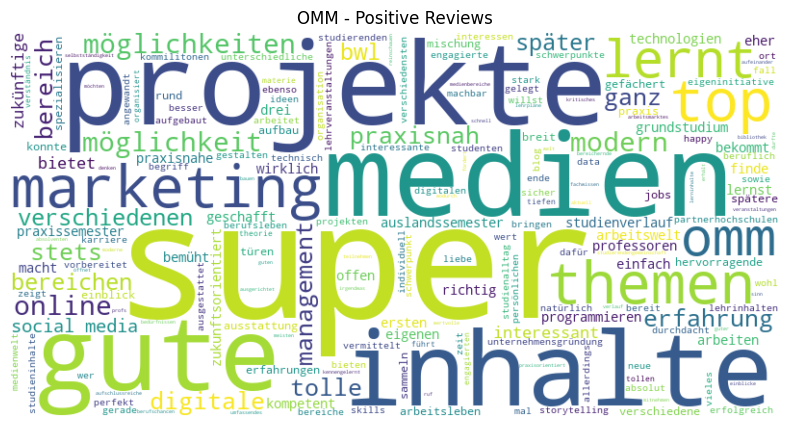 OMM - Positive Reviews
zukünftige
bereich
spezialisieren
möglichkeiten
kommilitonen
unterschiedliche
studierenden
bwl
interessen
mischung
engagierte
verschiedensten
später
schwerpunkte
technologien
eher
ort
lernt
projekte
materie
ebenso
ideen
drei
arbeitet
aufbau
organisation
lehrveranstaltungen
stark
gelegt
machbar
ganz
willst
gefächert
eigeninitiative
fall
top
praxis
angewandt
organisiert
rund
besser
aufgebaut
konnte
möglichkeit
praxisnah
breit
modern
grundstudium
bekommt
beruflich
happy
bibliothek
bietet
praxisnahe
gestalten
interessante
studenten
begriff
technisch
wirklich
blog
data
finde
marketing
medien
digitalen
ende
sicher
tiefen
jobs
lernst
sowie
spätere
verschiedenen
geschafft
berufsleben
projekten
auslandssemester
bringen
studienverlauf
partnerhochschulen
praxissemester
karriere
theorie
wert
arbeitswelt
omm
stets
bemüht
türen
individuell
schwerpunkt
liebe
dafür
professoren
macht
vorbereitet
offen
studienalltag
persönlichen
einfach
hervorragende
bereichen
zeigt
einblick
ausgestattet
zukunftsorientiert
management
richtig
super
themen
wohl
online
ausstattung
ersten
natürlich
bereit
lehrinhalten
social media
eigenen
interessant
programmieren
erfahrung
medienwelt
studieninhalte
wer
erfahrungen
vermittelt
zeit
führt
unternehmensgründung
allerdings
durchdacht
arbeiten
gute
tolle
bieten
sammeln
engagierten
inhalte
neue
tollen
absolut
vieles
perfekt
digitale
kompetent
skills
gerade
bereiche
arbeitsleben
mal
storytelling
verschiedene
erfolgreich